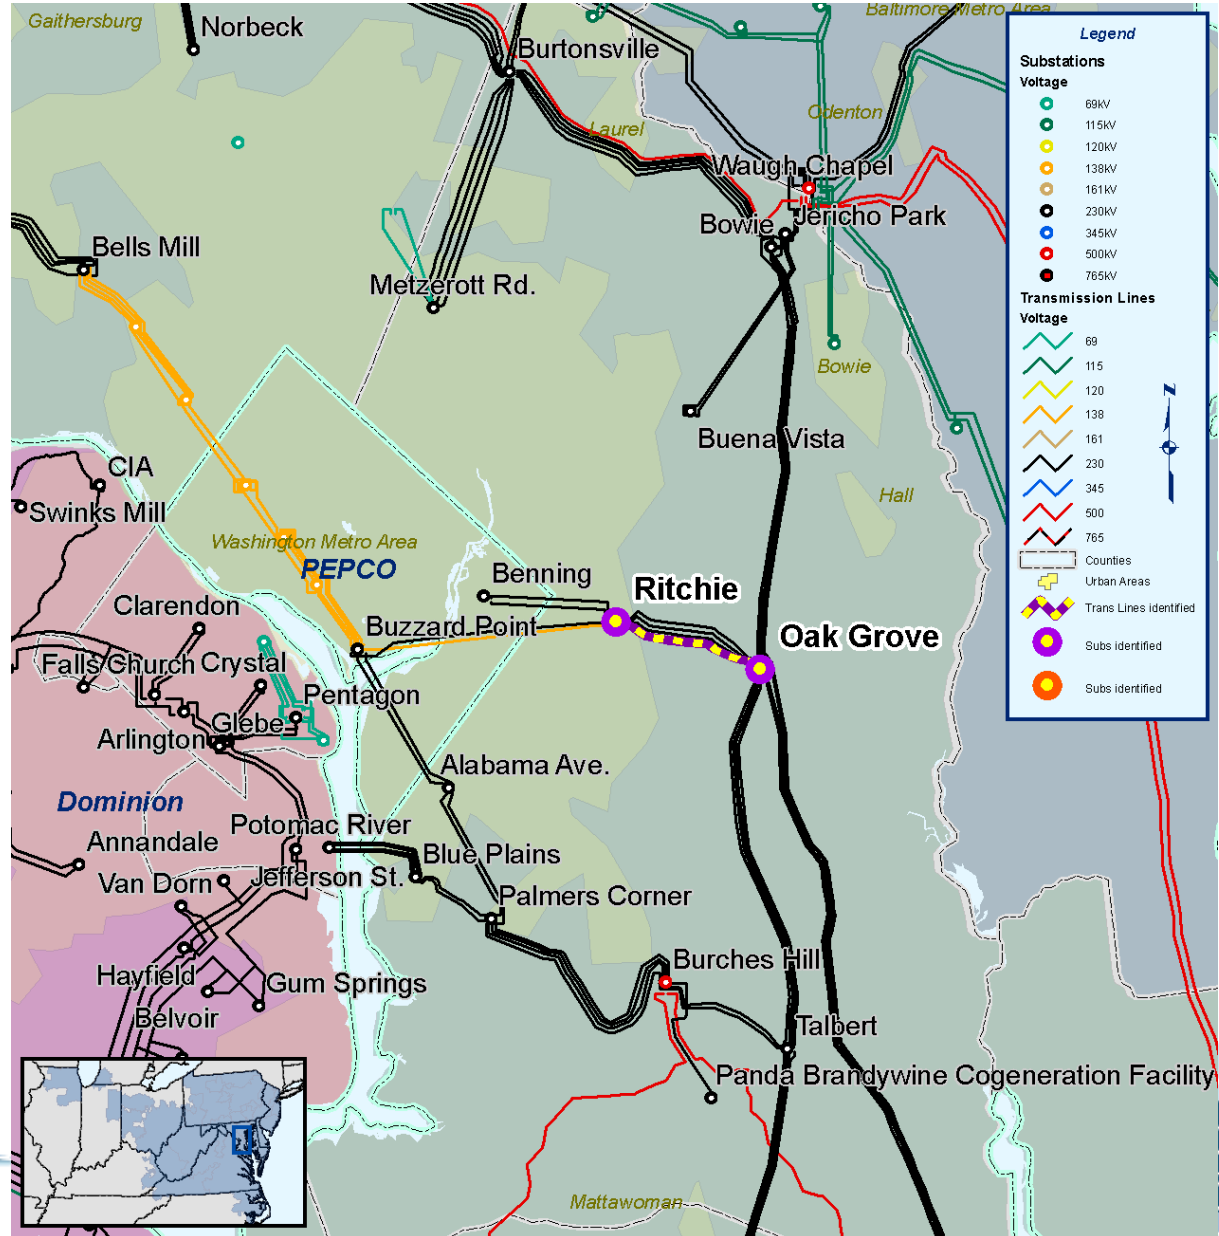 Gaithersburg
Norbeck
Baltimore Metro Area
Burtonsville
Laurel
Odenton
Waugh Chapel
Jericho Park
Bowie
Bells Mill
Metzerott Rd.
Bowie
Buena Vista
CIA
Swinks Mill
Hall
Washington Metro Area
PEPCO
Benning
Ritchie
Clarendon
Buzzard Point
Oak Grove
Falls Church
Crystal
Pentagon
Glebe
Arlington
Alabama Ave.
Dominion
Potomac River
Annandale
Blue Plains
Jefferson St.
Van Dorn
Palmers Corner
Burches Hill
Hayfield
Gum Springs
Belvoir
Talbert
Panda Brandywine Cogeneration Facility
Mattawoman
Legend
Substations
Voltage
69kV
115kV
120kV
138kV
161kV
230kV
345kV
500kV
765kV
Transmission Lines
Voltage
69
115
120
138
161
230
345
500
765
Counties
Urban Areas
Trans Lines identified
Subs identified
Subs identified
N